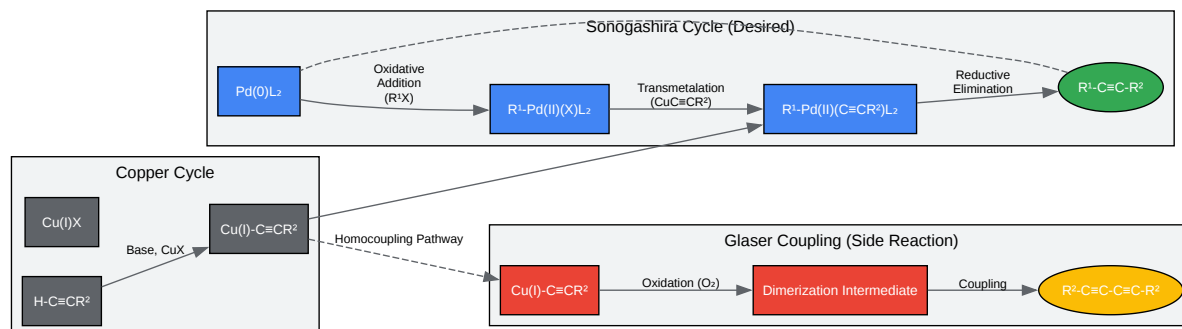 Sonogashira Cycle (Desired)
Pd(0)L₂
Oxidative
Addition
(R¹X)
R¹-Pd(II)(X)L₂
Transmetalation
(CuC≡CR²)
R¹-Pd(II)(C≡CR²)L₂
Reductive
Elimination
R¹-C≡C-R²
Copper Cycle
Cu(I)X
H-C≡CR²
Base, CuX
Cu(I)-C≡CR²
Homocoupling Pathway
Glaser Coupling (Side Reaction)
Cu(I)-C≡CR²
Oxidation (O₂)
Dimerization Intermediate
Coupling
R²-C≡C-C≡C-R²